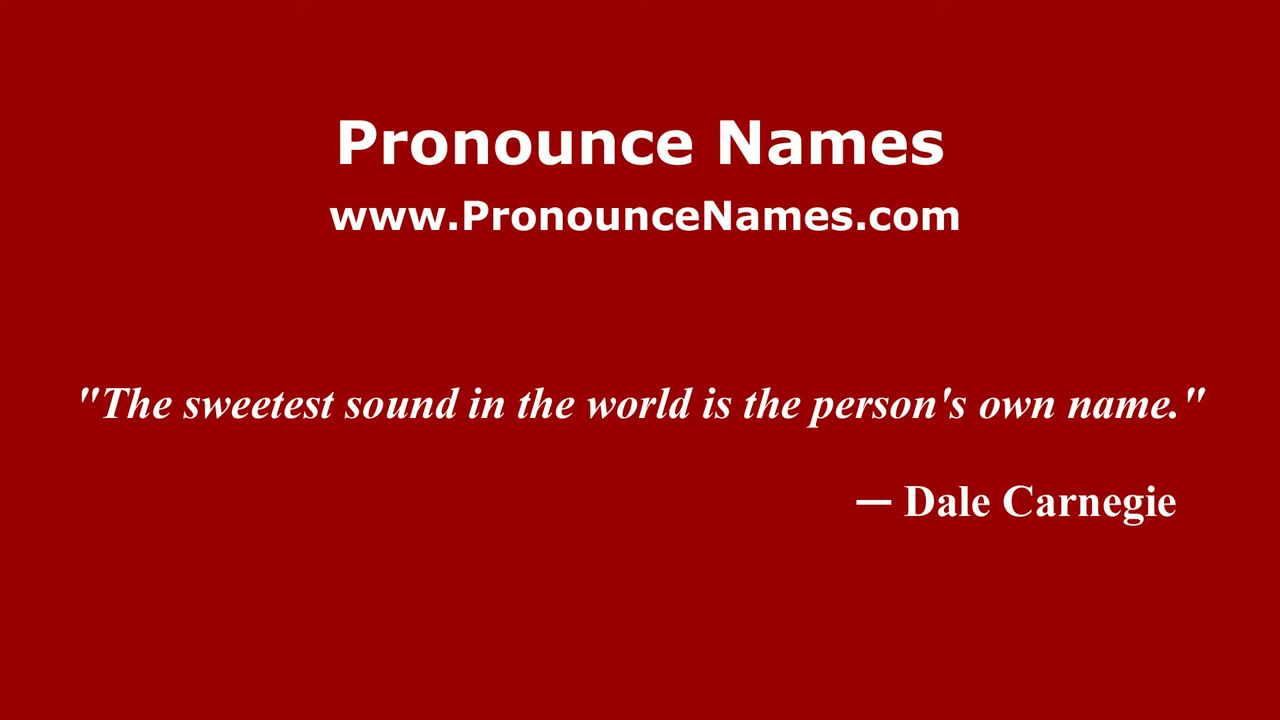 Pronounce Names
www.PronounceNames.com
"The sweetest sound in the world is the person's own name."
— Dale Carnegie